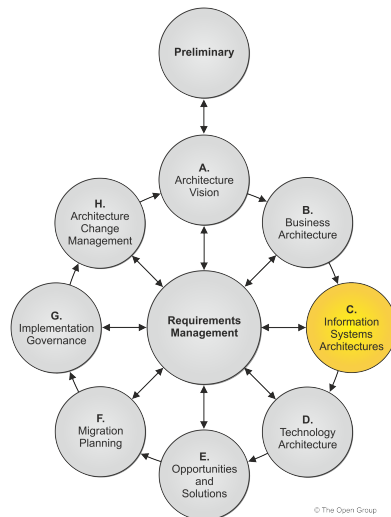 Preliminary
A.
Architecture
Vision
H.
Architecture
Change
Management
B.
Business
Architecture
G.
Implementation
Governance
Requirements
Management
C.
Information
Systems
Architectures
F.
Migration
Planning
D.
Technology
Architecture
E.
Opportunities
and
Solutions
© The Open Group